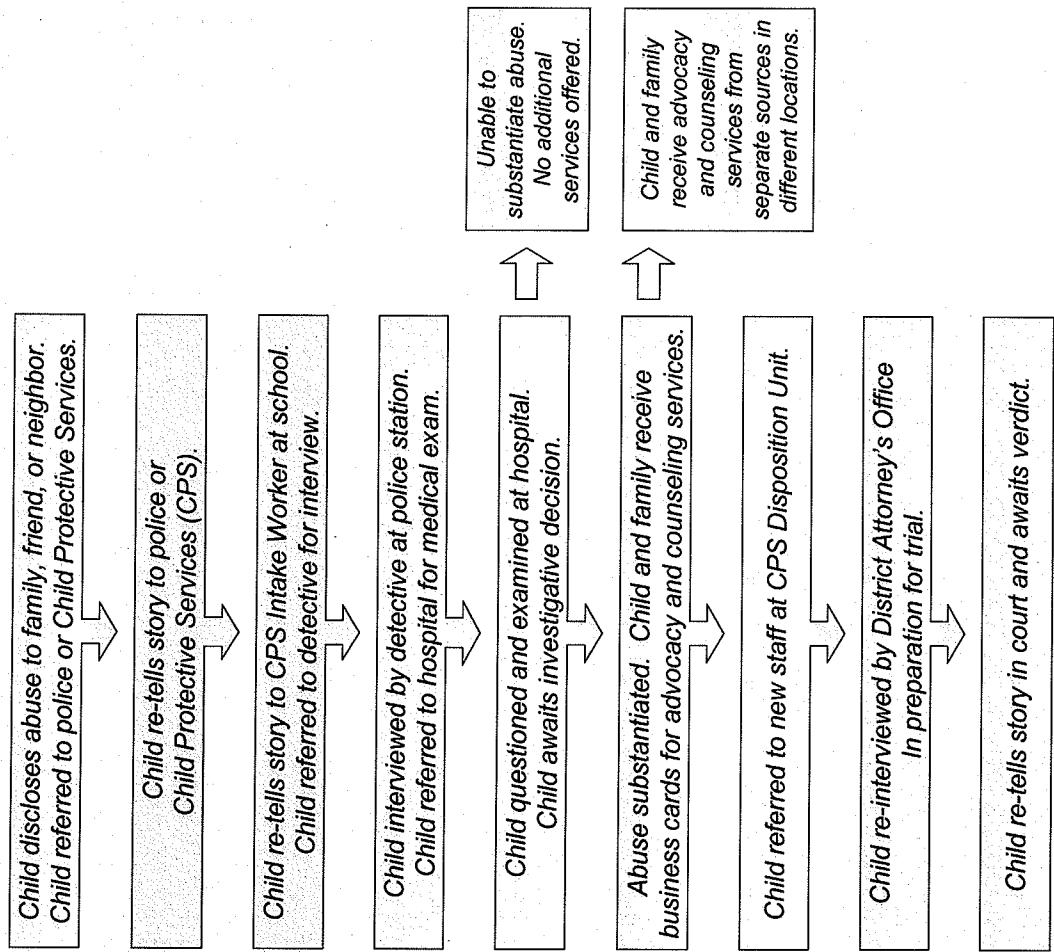 Child discloses abuse to family, friend, or neighbor.
Child referred to police or Child Protective Services.
Child re-tells story to police or
Child Protective Services (CPS).
Child re-tells story to CPS Intake Worker at school.
Child referred to detective for interview.
Child interviewed by detective at police station.
Child referred to hospital for medical exam.
Child questioned and examined at hospital.
Child awaits investigative decision.
Unable to
substantiate abuse.
No additional
services offered.
Abuse substantiated. Child and family receive
business cards for advocacy and counseling services.
Child and family
receive advocacy
and counseling
services from
separate sources in
different locations.
Child referred to new staff at CPS Disposition Unit.
Child re-interviewed by District Attorney's Office
In preparation for trial.
Child re-tells story in court and awaits verdict.